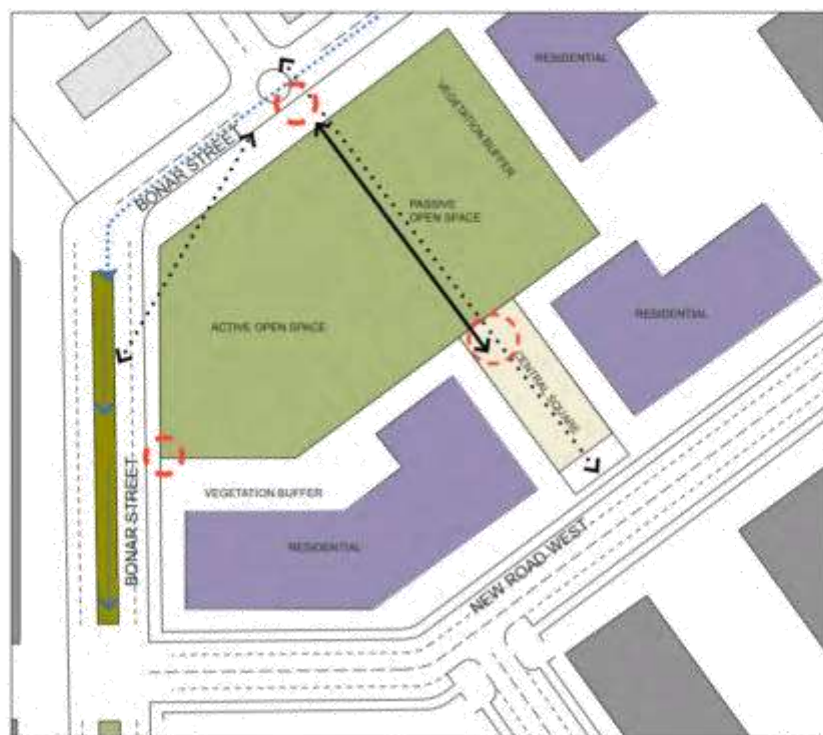 RESIDENTIAL
VEGETATION BUFFER
BONAR STREET
PASSIVE
OPEN SPACE
ACTIVE OPEN SPACE
RESIDENTIAL
CENTRAL SQUARE
VEGETATION BUFFER
BONAR STREET
RESIDENTIAL
NEW ROAD WEST